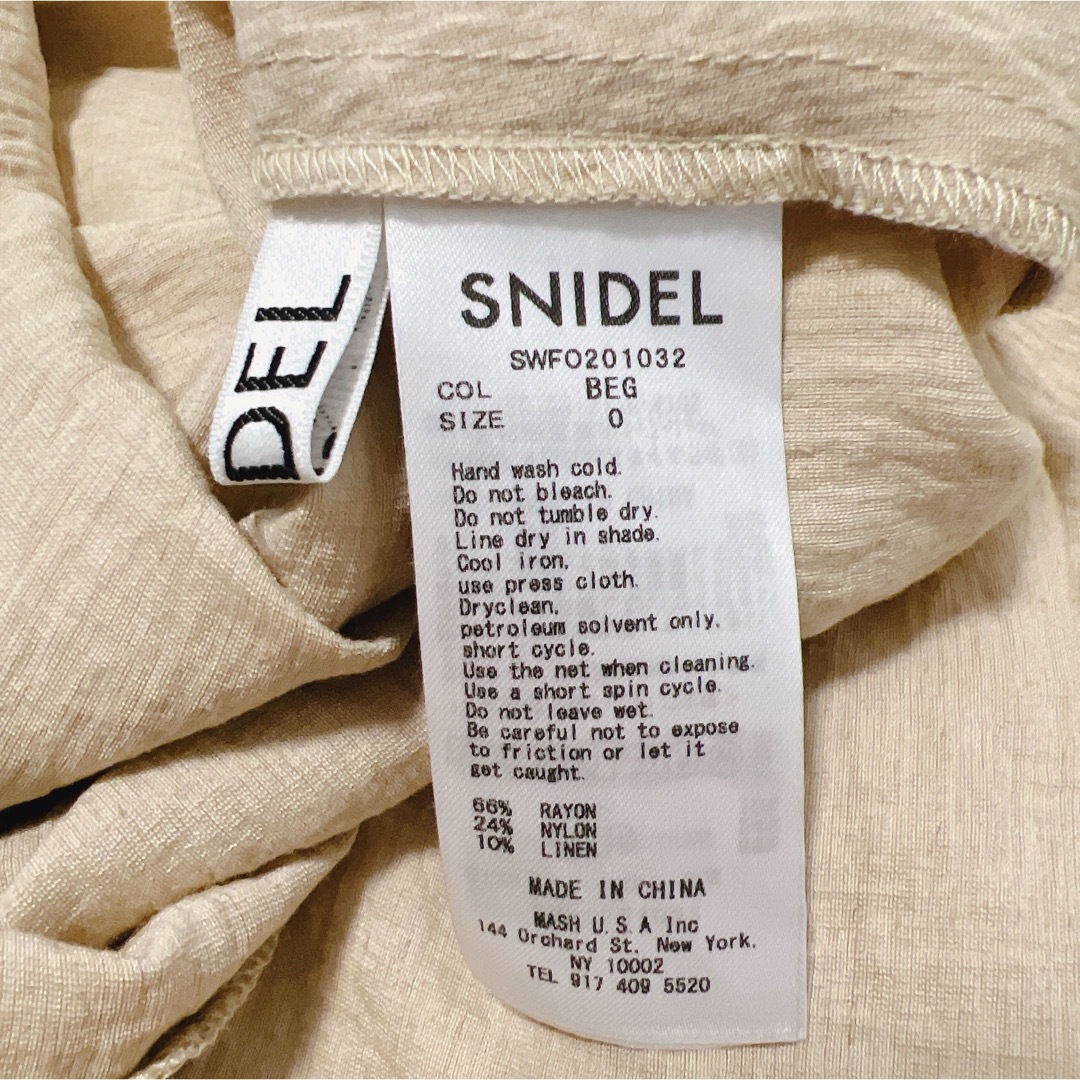 DEL
SNIDEL
SWFO201032
COL BEG
SIZE 0
Hand wash cold.
Do not bleach.
Do not tumble dry.
Line dry in shade.
Cool iron,
use press cloth.
Dryclean,
petroleum solvent only,
short cycle.
Use the net when cleaning.
Use a short spin cycle.
Do not leave wet.
Be careful not to expose
to friction or let it
get caught.
66% RAYON
24% NYLON
10% LINEN
MADE IN CHINA
MASH U.S.A Inc
144 Orchard St. New York,
NY 10002
TEL 917 409 5520